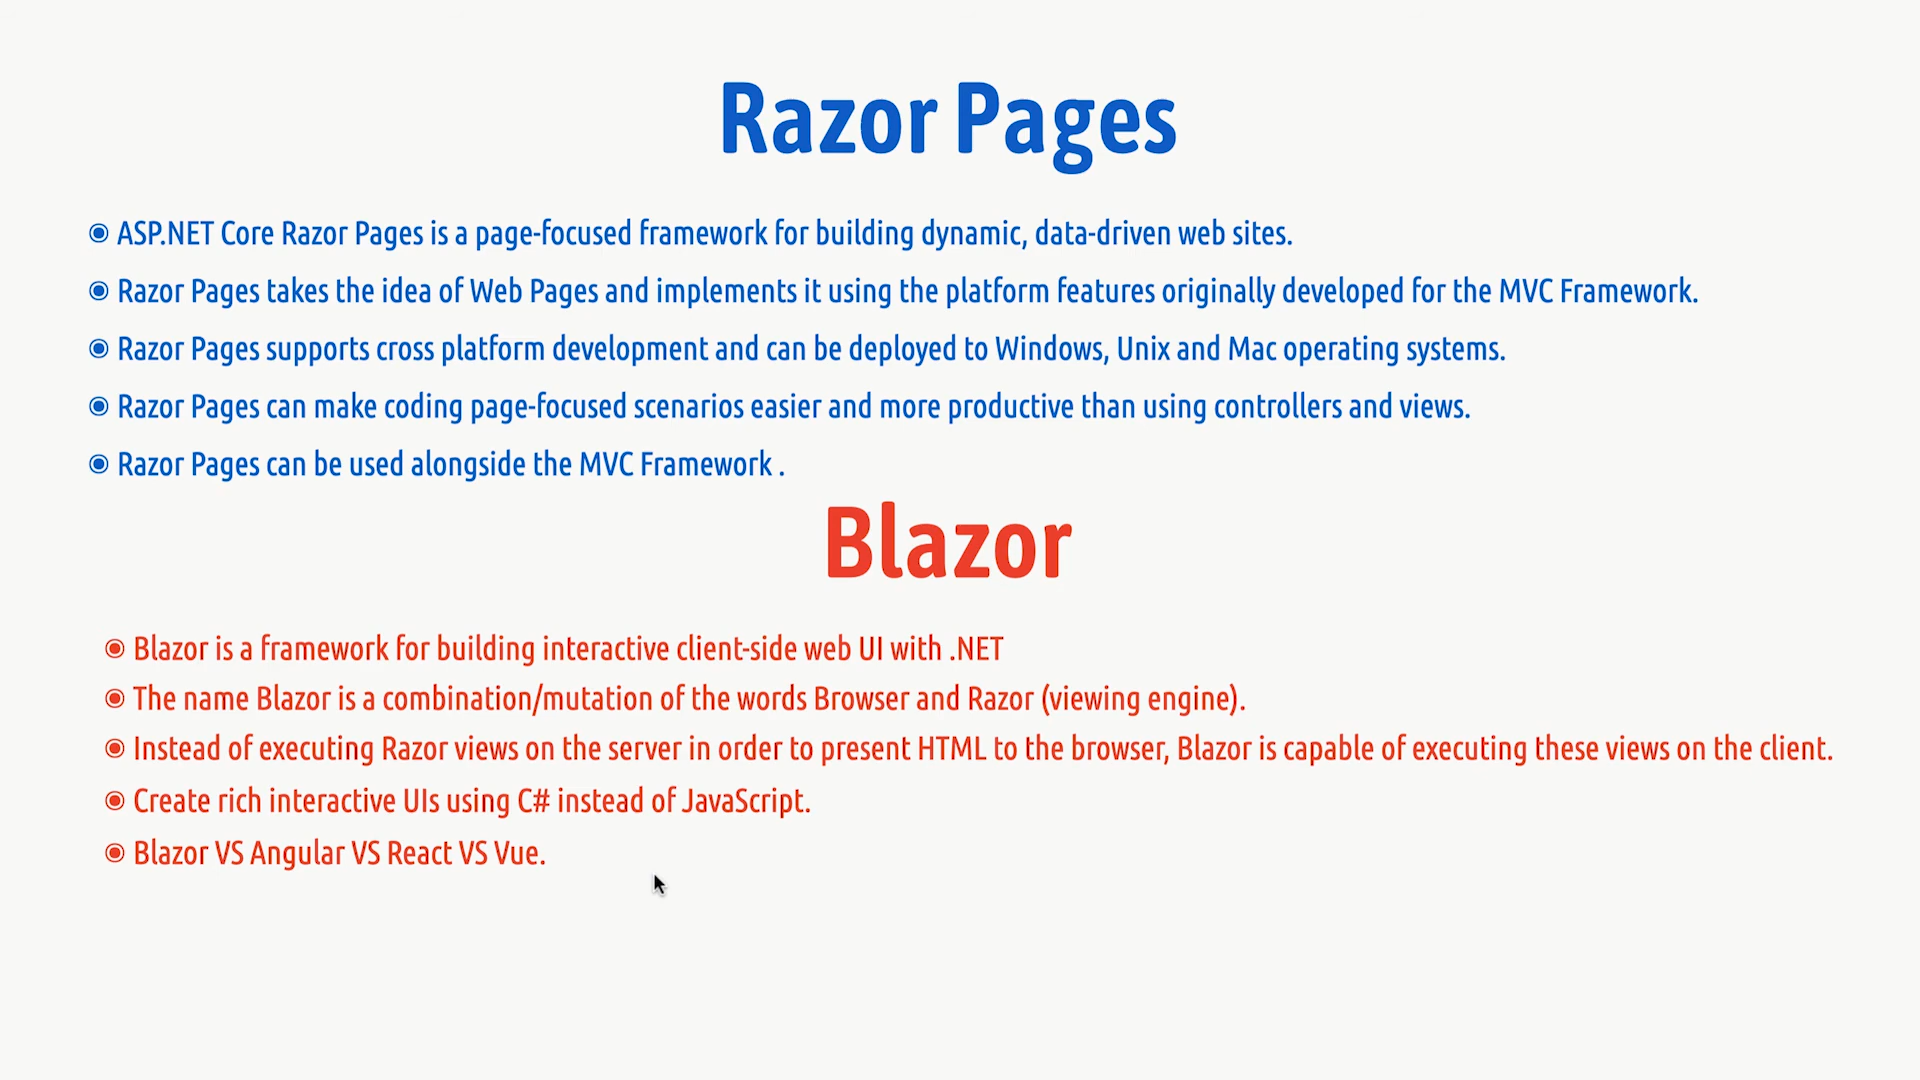 Razor Pages
◉ ASP.NET Core Razor Pages is a page-focused framework for building dynamic, data-driven web sites.
◉ Razor Pages takes the idea of Web Pages and implements it using the platform features originally developed for the MVC Framework.
◉ Razor Pages supports cross platform development and can be deployed to Windows, Unix and Mac operating systems.
◉ Razor Pages can make coding page-focused scenarios easier and more productive than using controllers and views.
◉ Razor Pages can be used alongside the MVC Framework .
Blazor
◉ Blazor is a framework for building interactive client-side web UI with .NET
◉ The name Blazor is a combination/mutation of the words Browser and Razor (viewing engine).
◉ Instead of executing Razor views on the server in order to present HTML to the browser, Blazor is capable of executing these views on the client.
◉ Create rich interactive UIs using C# instead of JavaScript.
◉ Blazor VS Angular VS React VS Vue.